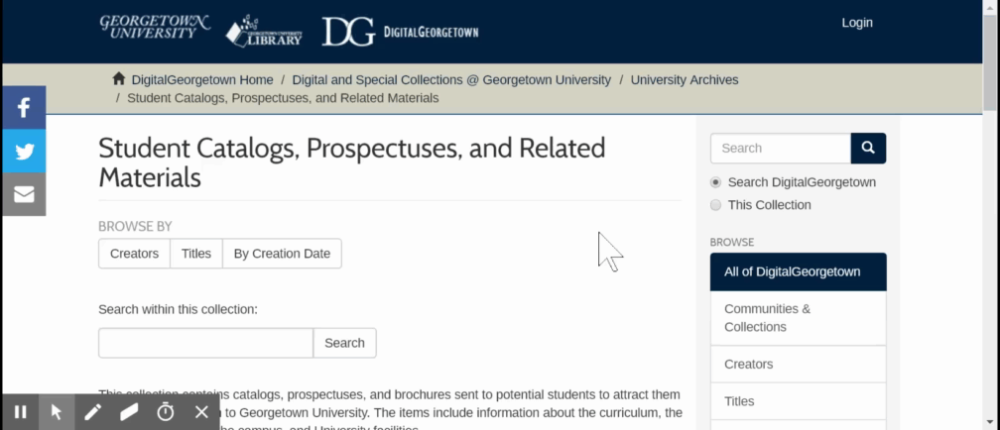 GEORGETOWN UNIVERSITY
GEORGETOWN UNIVERSITY LIBRARY
DG DIGITALGEORGETOWN
Login
DigitalGeorgetown Home / Digital and Special Collections @ Georgetown University / University Archives
/ Student Catalogs, Prospectuses, and Related Materials
Student Catalogs, Prospectuses, and Related
Materials
BROWSE BY
Creators Titles By Creation Date
Search within this collection:
Search
This collection contains catalogs, prospectuses, and brochures sent to potential students to attract them
to Georgetown University. The items include information about the curriculum, the
campus, and University facilities.
Search
Search DigitalGeorgetown
This Collection
BROWSE
All of DigitalGeorgetown
Communities &
Collections
Creators
Titles